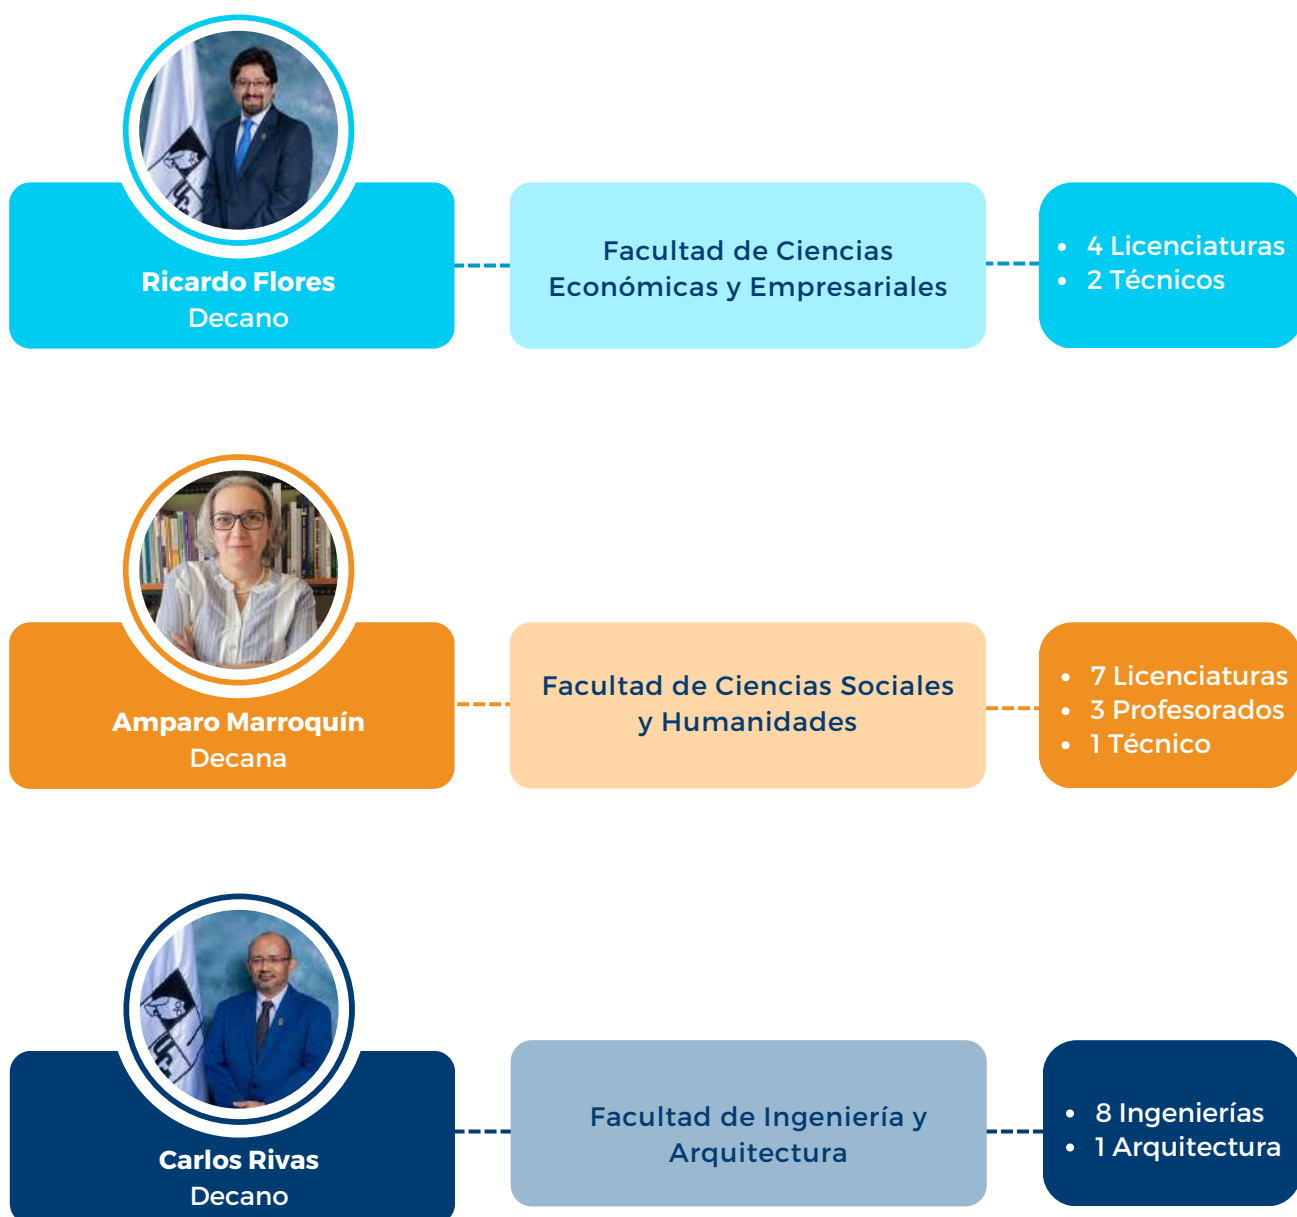 Ricardo Flores
Decano
Facultad de Ciencias
Económicas y Empresariales
• 4 Licenciaturas
• 2 Técnicos
Amparo Marroquín
Decana
Facultad de Ciencias Sociales
y Humanidades
• 7 Licenciaturas
• 3 Profesorados
• 1 Técnico
Carlos Rivas
Decano
Facultad de Ingeniería y
Arquitectura
• 8 Ingenierías
• 1 Arquitectura